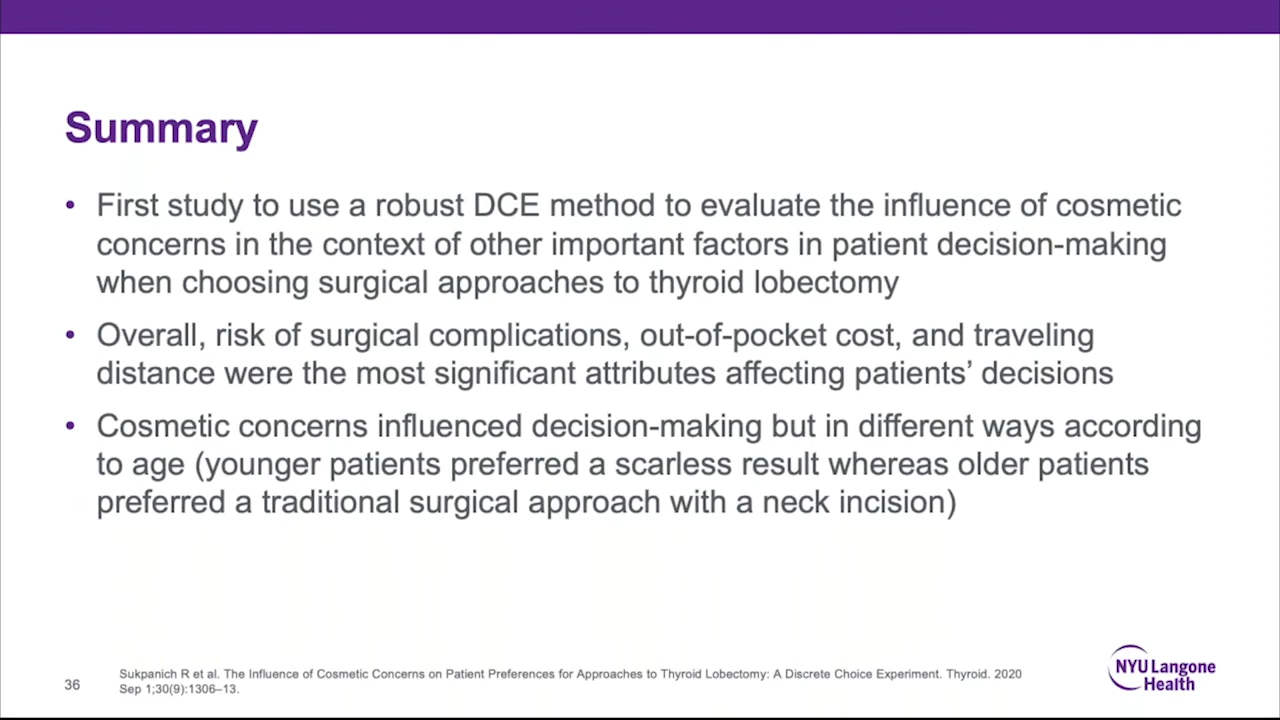 Summary
• First study to use a robust DCE method to evaluate the influence of cosmetic
concerns in the context of other important factors in patient decision-making
when choosing surgical approaches to thyroid lobectomy
• Overall, risk of surgical complications, out-of-pocket cost, and traveling
distance were the most significant attributes affecting patients’ decisions
• Cosmetic concerns influenced decision-making but in different ways according
to age (younger patients preferred a scarless result whereas older patients
preferred a traditional surgical approach with a neck incision)
36
Sukpanich R et al. The Influence of Cosmetic Concerns on Patient Preferences for Approaches to Thyroid Lobectomy: A Discrete Choice Experiment. Thyroid. 2020
Sep 1;30(9):1306–13.
NYU Langone
Health